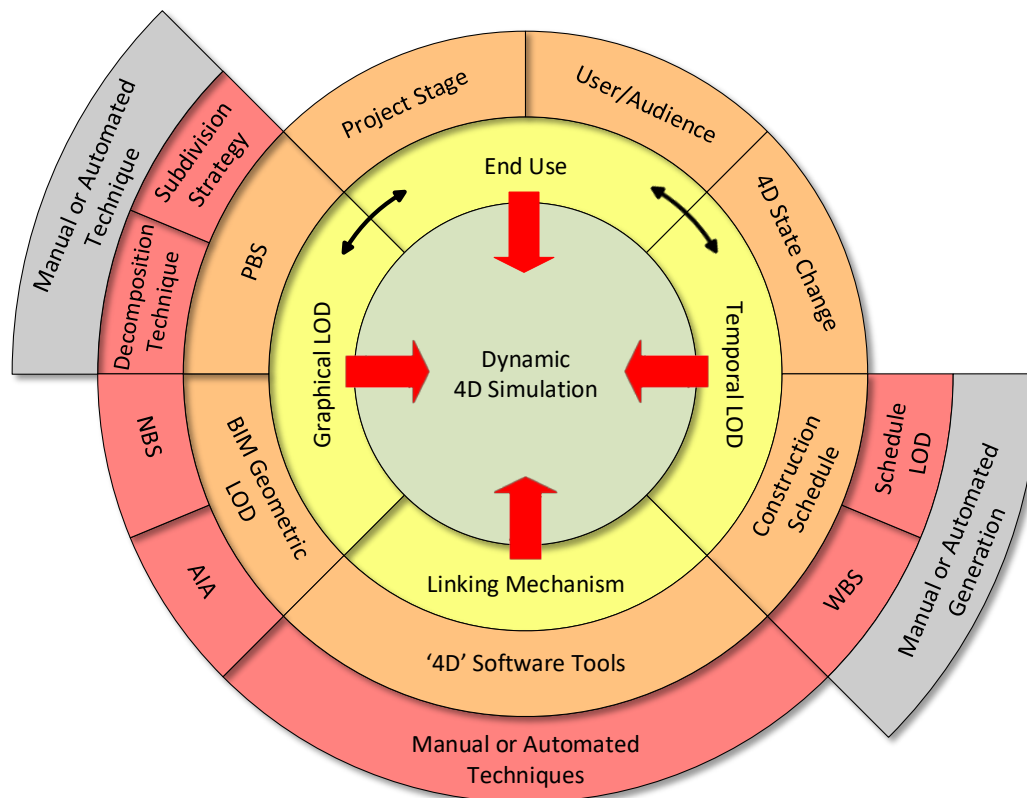 Project Stage
User/Audience
Manual or Automated
Technique
Subdivision
Strategy
Decomposition
Technique
PBS
End Use
4D State Change
Graphical LOD
Dynamic
4D Simulation
Temporal LOD
NBS
BIM Geometric
LOD
AIA
Construction
Schedule
Schedule
LOD
WBS
Manual or Automated
Generation
Linking Mechanism
‘4D’ Software Tools
Manual or Automated
Techniques